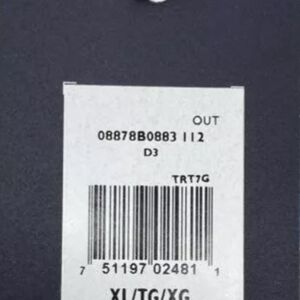 OUT
08878B0883 112
D3
TRT7G
7 51197 02481 1
XL/TG/XG